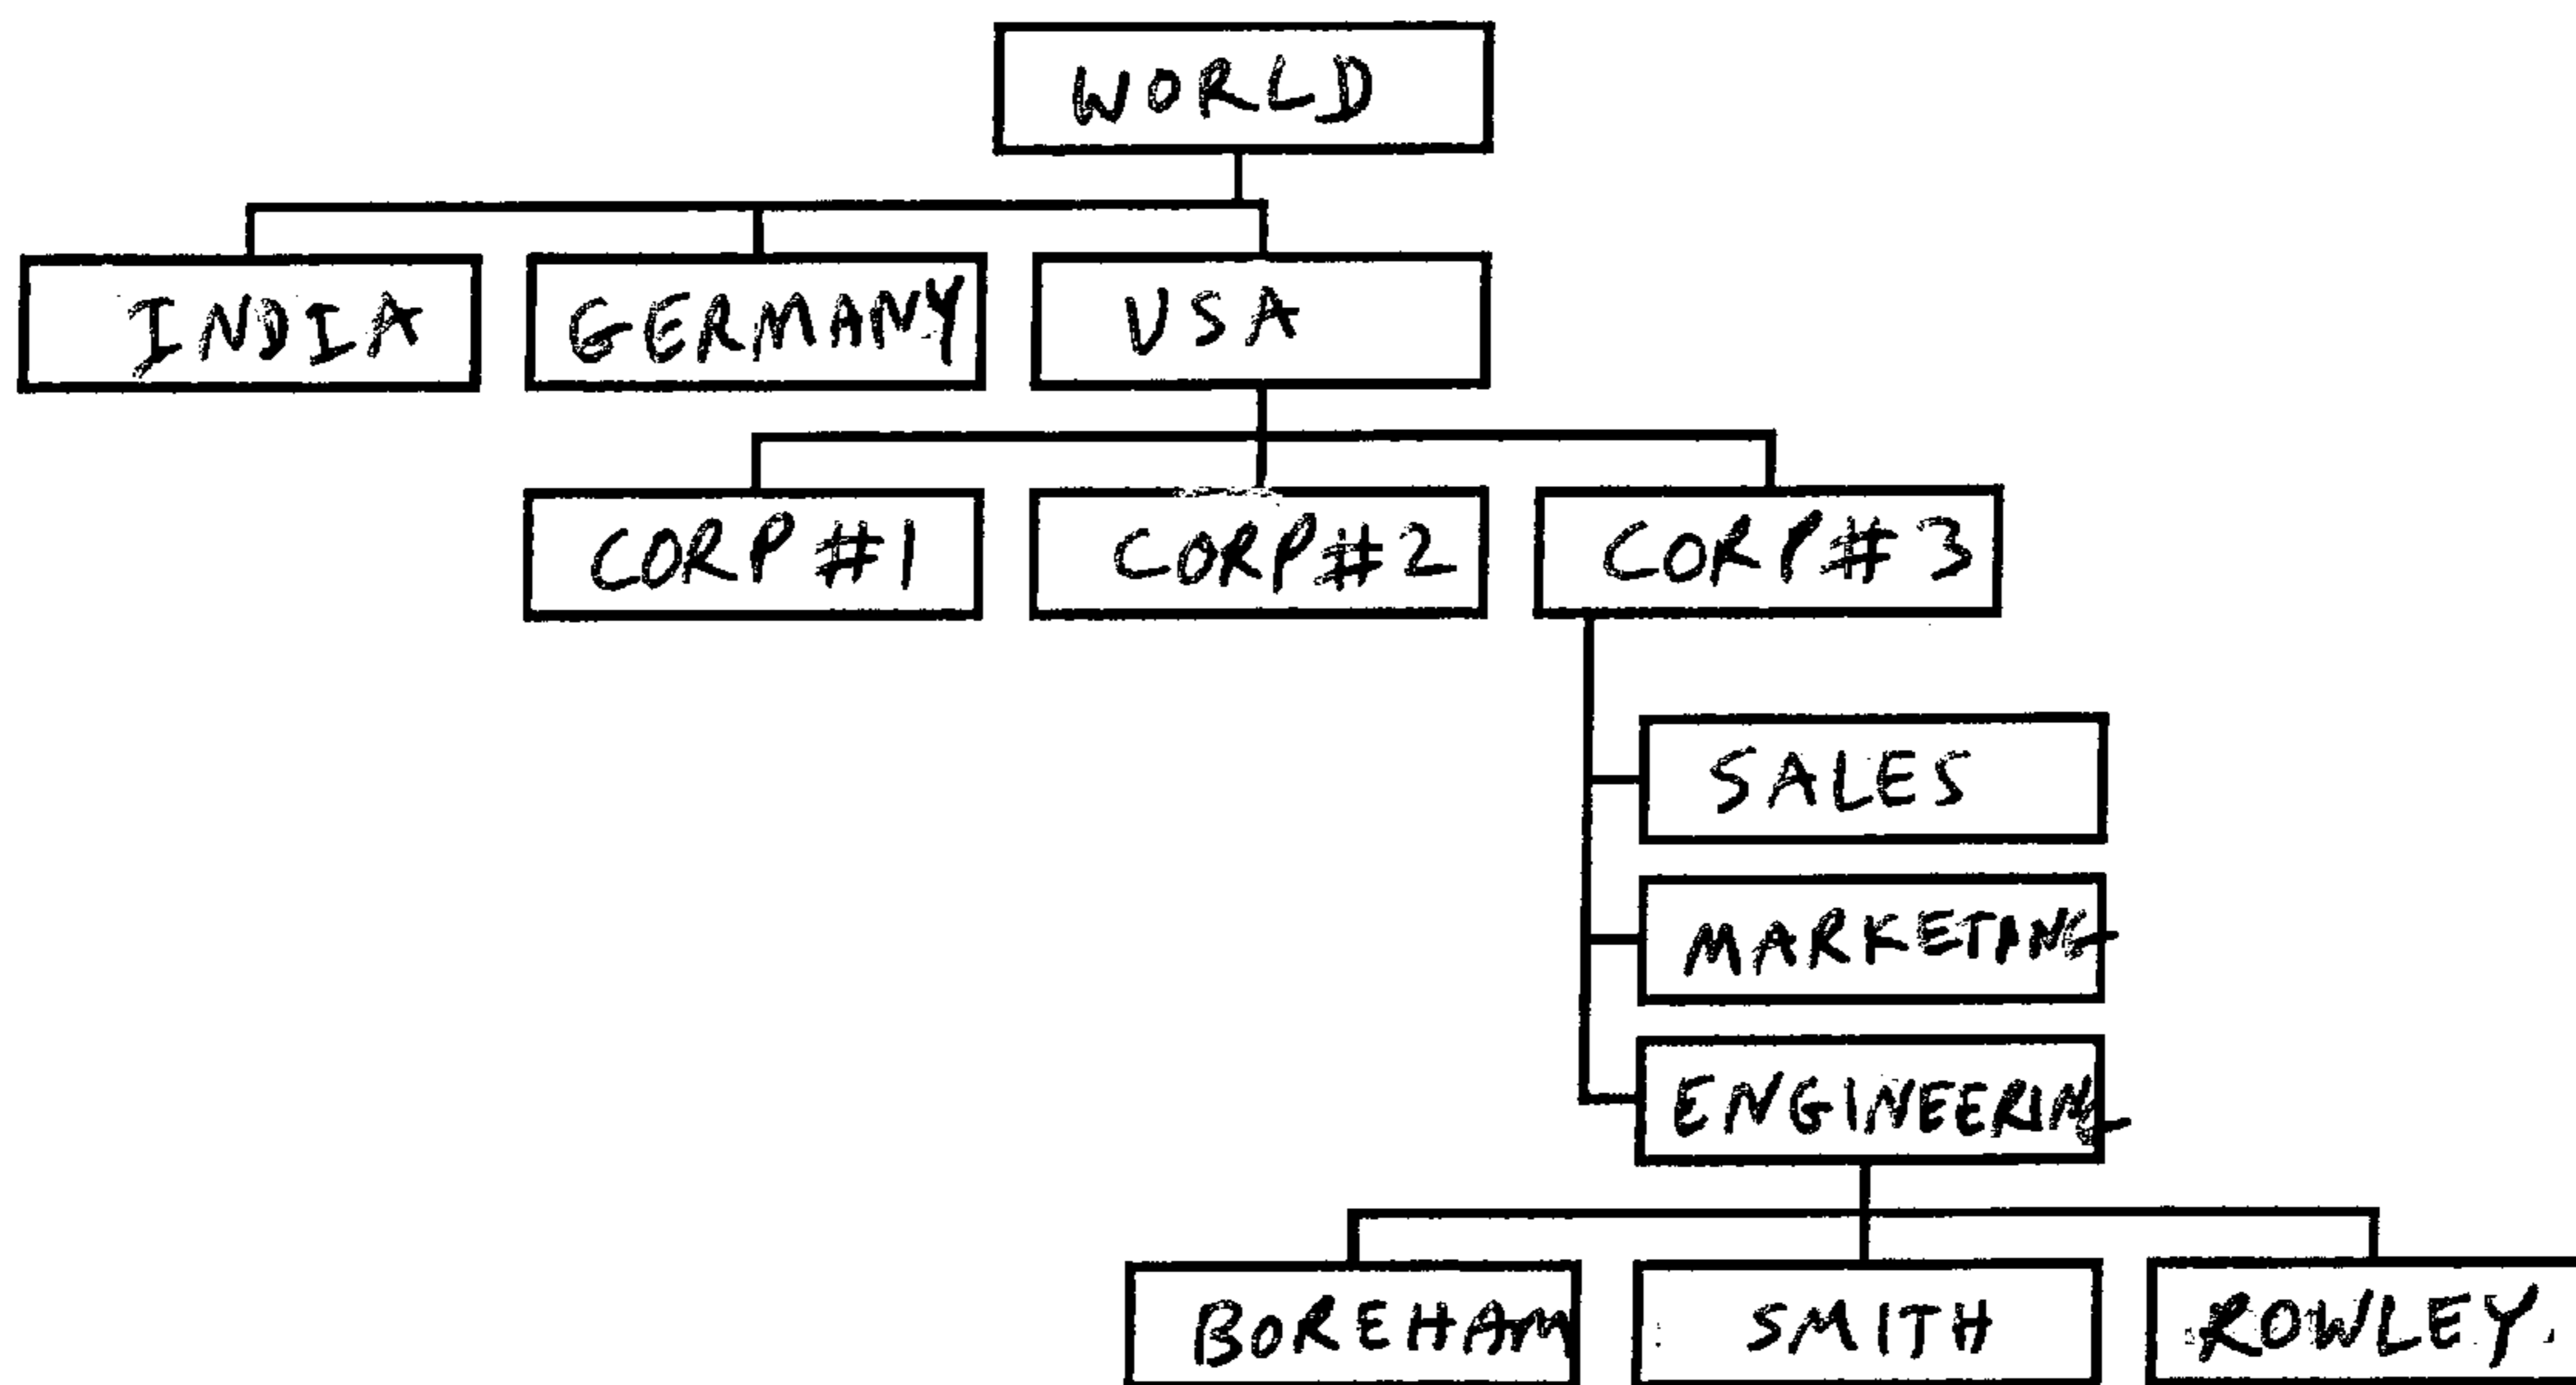 WORLD
INDIA GERMANY USA
CORP #1 CORP #2 CORP #3
SALES
MARKETING
ENGINEERING
BOREHAM SMITH ROWLEY